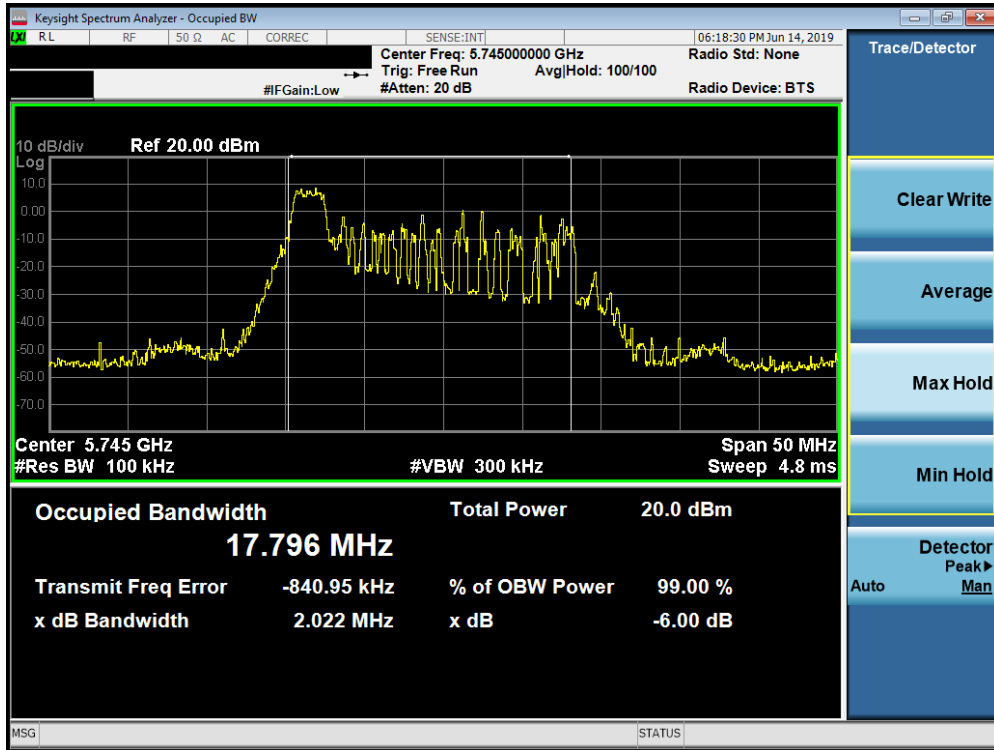 Keysight Spectrum Analyzer - Occupied BW
LXI RL RF 50 Ω AC CORREC SENSE:INT 06:18:30 PM Jun 14, 2019
Center Freq: 5.745000000 GHz Radio Std: None
Trig: Free Run Avg|Hold: 100/100
#IFGain:Low #Atten: 20 dB Radio Device: BTS
10 dB/div Ref 20.00 dBm
Log
10.0
0.00
-10.0
-20.0
-30.0
-40.0
-50.0
-60.0
-70.0
Center 5.745 GHz Span 50 MHz
#Res BW 100 kHz #VBW 300 kHz Sweep 4.8 ms
Occupied Bandwidth Total Power 20.0 dBm
17.796 MHz
Transmit Freq Error -840.95 kHz % of OBW Power 99.00 %
x dB Bandwidth 2.022 MHz x dB -6.00 dB
MSG STATUS
Trace/Detector
Clear Write
Average
Max Hold
Min Hold
Detector
Peak▶
Auto Man